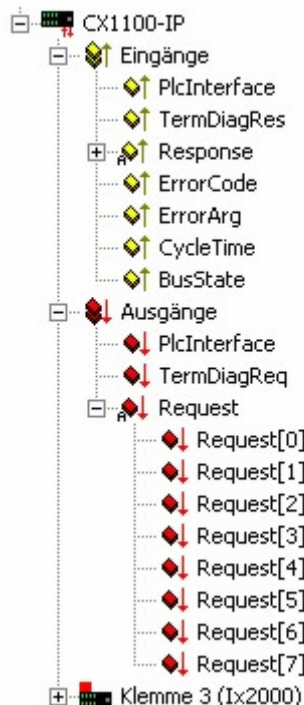 CX1100-IP
Eingänge
PlcInterface
TermDiagRes
Response
ErrorCode
ErrorArg
CycleTime
BusState
Ausgänge
PlcInterface
TermDiagReq
Request
Request[0]
Request[1]
Request[2]
Request[3]
Request[4]
Request[5]
Request[6]
Request[7]
Klemme 3 (Ix2000)